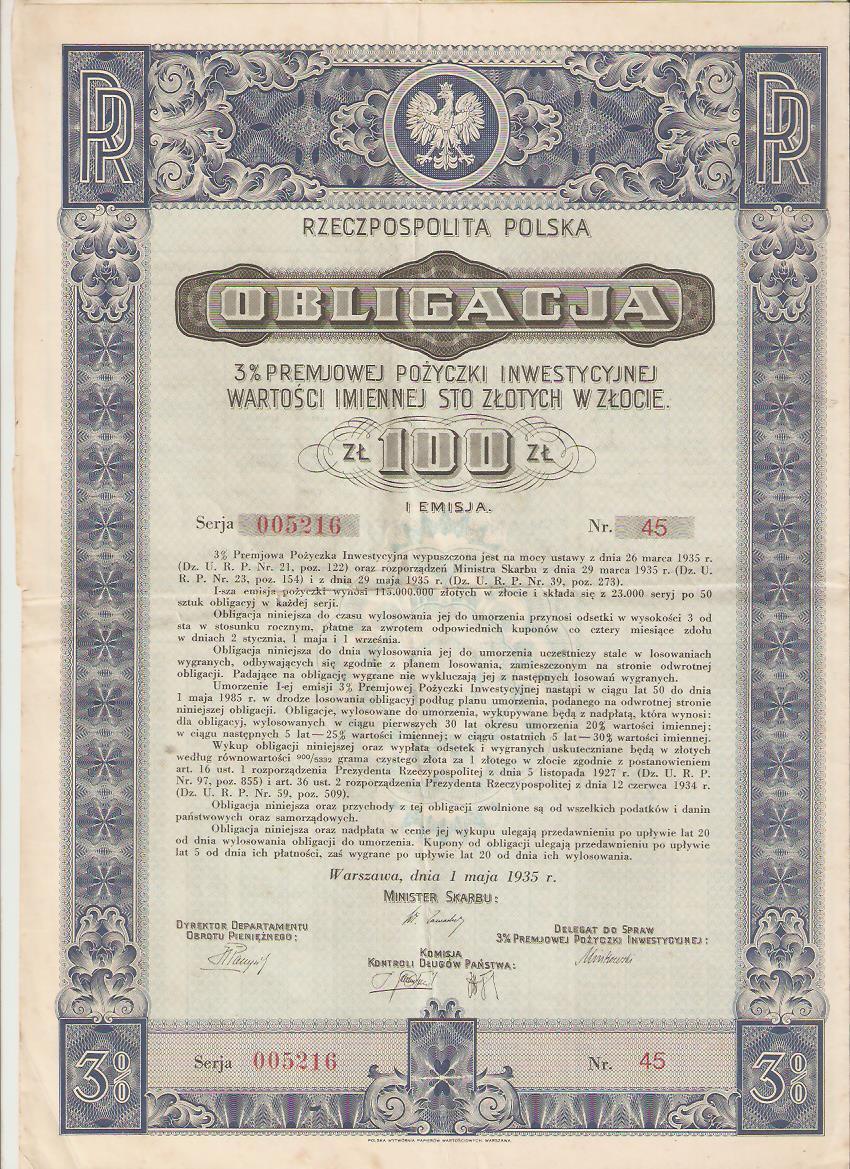 PR PR
RZECZPOSPOLITA POLSKA
OBLIGACJA
3% PREMJOWEJ POŻYCZKI INWESTYCYJNEJ
WARTOŚCI IMIENNEJ STO ZŁOTYCH W ZŁOCIE.
ZŁ 100 ZŁ
I EMISJA.
Serja 005216 Nr. 45
3% Premjowa Pożyczka Inwestycyjna wypuszczona jest na mocy ustawy z dnia 26 marca 1935 r.
(Dz. U. R. P. Nr. 21, poz. 122) oraz rozporządzeń Ministra Skarbu z dnia 29 marca 1935 r. (Dz. U.
R. P. Nr. 23, poz. 154) i z dnia 29 maja 1935 r. (Dz. U. R. P. Nr. 39, poz. 273).
I-sza emisja pożyczki wynosi 115.000.000 złotych w złocie i składa się z 23.000 seryj po 50
sztuk obligacyj w każdej serji.
Obligacja niniejsza do czasu wylosowania jej do umorzenia przynosi odsetki w wysokości 3 od
sta w stosunku rocznym, płatne za zwrotem odpowiednich kuponów co cztery miesiące zdołu
w dniach 2 stycznia, 1 maja i 1 września.
Obligacja niniejsza do dnia wylosowania jej do umorzenia uczestniczy stale w losowaniach
wygranych, odbywających się zgodnie z planem losowania, zamieszczonym na stronie odwrotnej
obligacji. Padające na obligację wygrane nie wykluczają jej z następnych losowań wygranych.
Umorzenie I-ej emisji 3% Premjowej Pożyczki Inwestycyjnej nastąpi w ciągu lat 50 do dnia
1 maja 1985 r. w drodze losowania obligacyj podług planu umorzenia, podanego na odwrotnej stronie
niniejszej obligacji. Obligacje, wylosowane do umorzenia, wykupywane będą z nadpłatą, która wynosi:
dla obligacyj, wylosowanych w ciągu pierwszych 30 lat okresu umorzenia 20% wartości imiennej;
w ciągu następnych 5 lat—25% wartości imiennej; w ciągu ostatnich 5 lat—30% wartości imiennej.
Wykup obligacji niniejszej oraz wypłata odsetek i wygranych uskuteczniane będą w złotych
według równowartości 900/5332 grama czystego złota za 1 złotego w złocie zgodnie z postanowieniem
art. 16 ust. 1 rozporządzenia Prezydenta Rzeczypospolitej z dnia 5 listopada 1927 r. (Dz. U. R. P.
Nr. 97, poz. 855) i art. 36 ust. 2 rozporządzenia Prezydenta Rzeczypospolitej z dnia 12 czerwca 1934 r.
(Dz. U. R. P. Nr. 59, poz. 509).
Obligacja niniejsza oraz przychody z tej obligacji zwolnione są od wszelkich podatków i danin
państwowych oraz samorządowych.
Obligacja niniejsza oraz nadpłata w cenie jej wykupu ulegają przedawnieniu po upływie lat 20
od dnia wylosowania obligacji do umorzenia. Kupony od obligacji ulegają przedawnieniu po upływie
lat 5 od dnia ich płatności, zaś wygrane po upływie lat 20 od dnia ich wylosowania.
Warszawa, dnia 1 maja 1935 r.
MINISTER SKARBU:
DYREKTOR DEPARTAMENTU
OBROTU PIENIĘŻNEGO:
DELEGAT DO SPRAW
3% PREMJOWEJ POŻYCZKI INWESTYCYJNEJ:
KOMISJA
KONTROLI DŁUGÓW PAŃSTWA:
3% Serja 005216 Nr. 45 3%
POLSKA WYTWÓRNIA PAPIERÓW WARTOŚCIOWYCH, WARSZAWA.